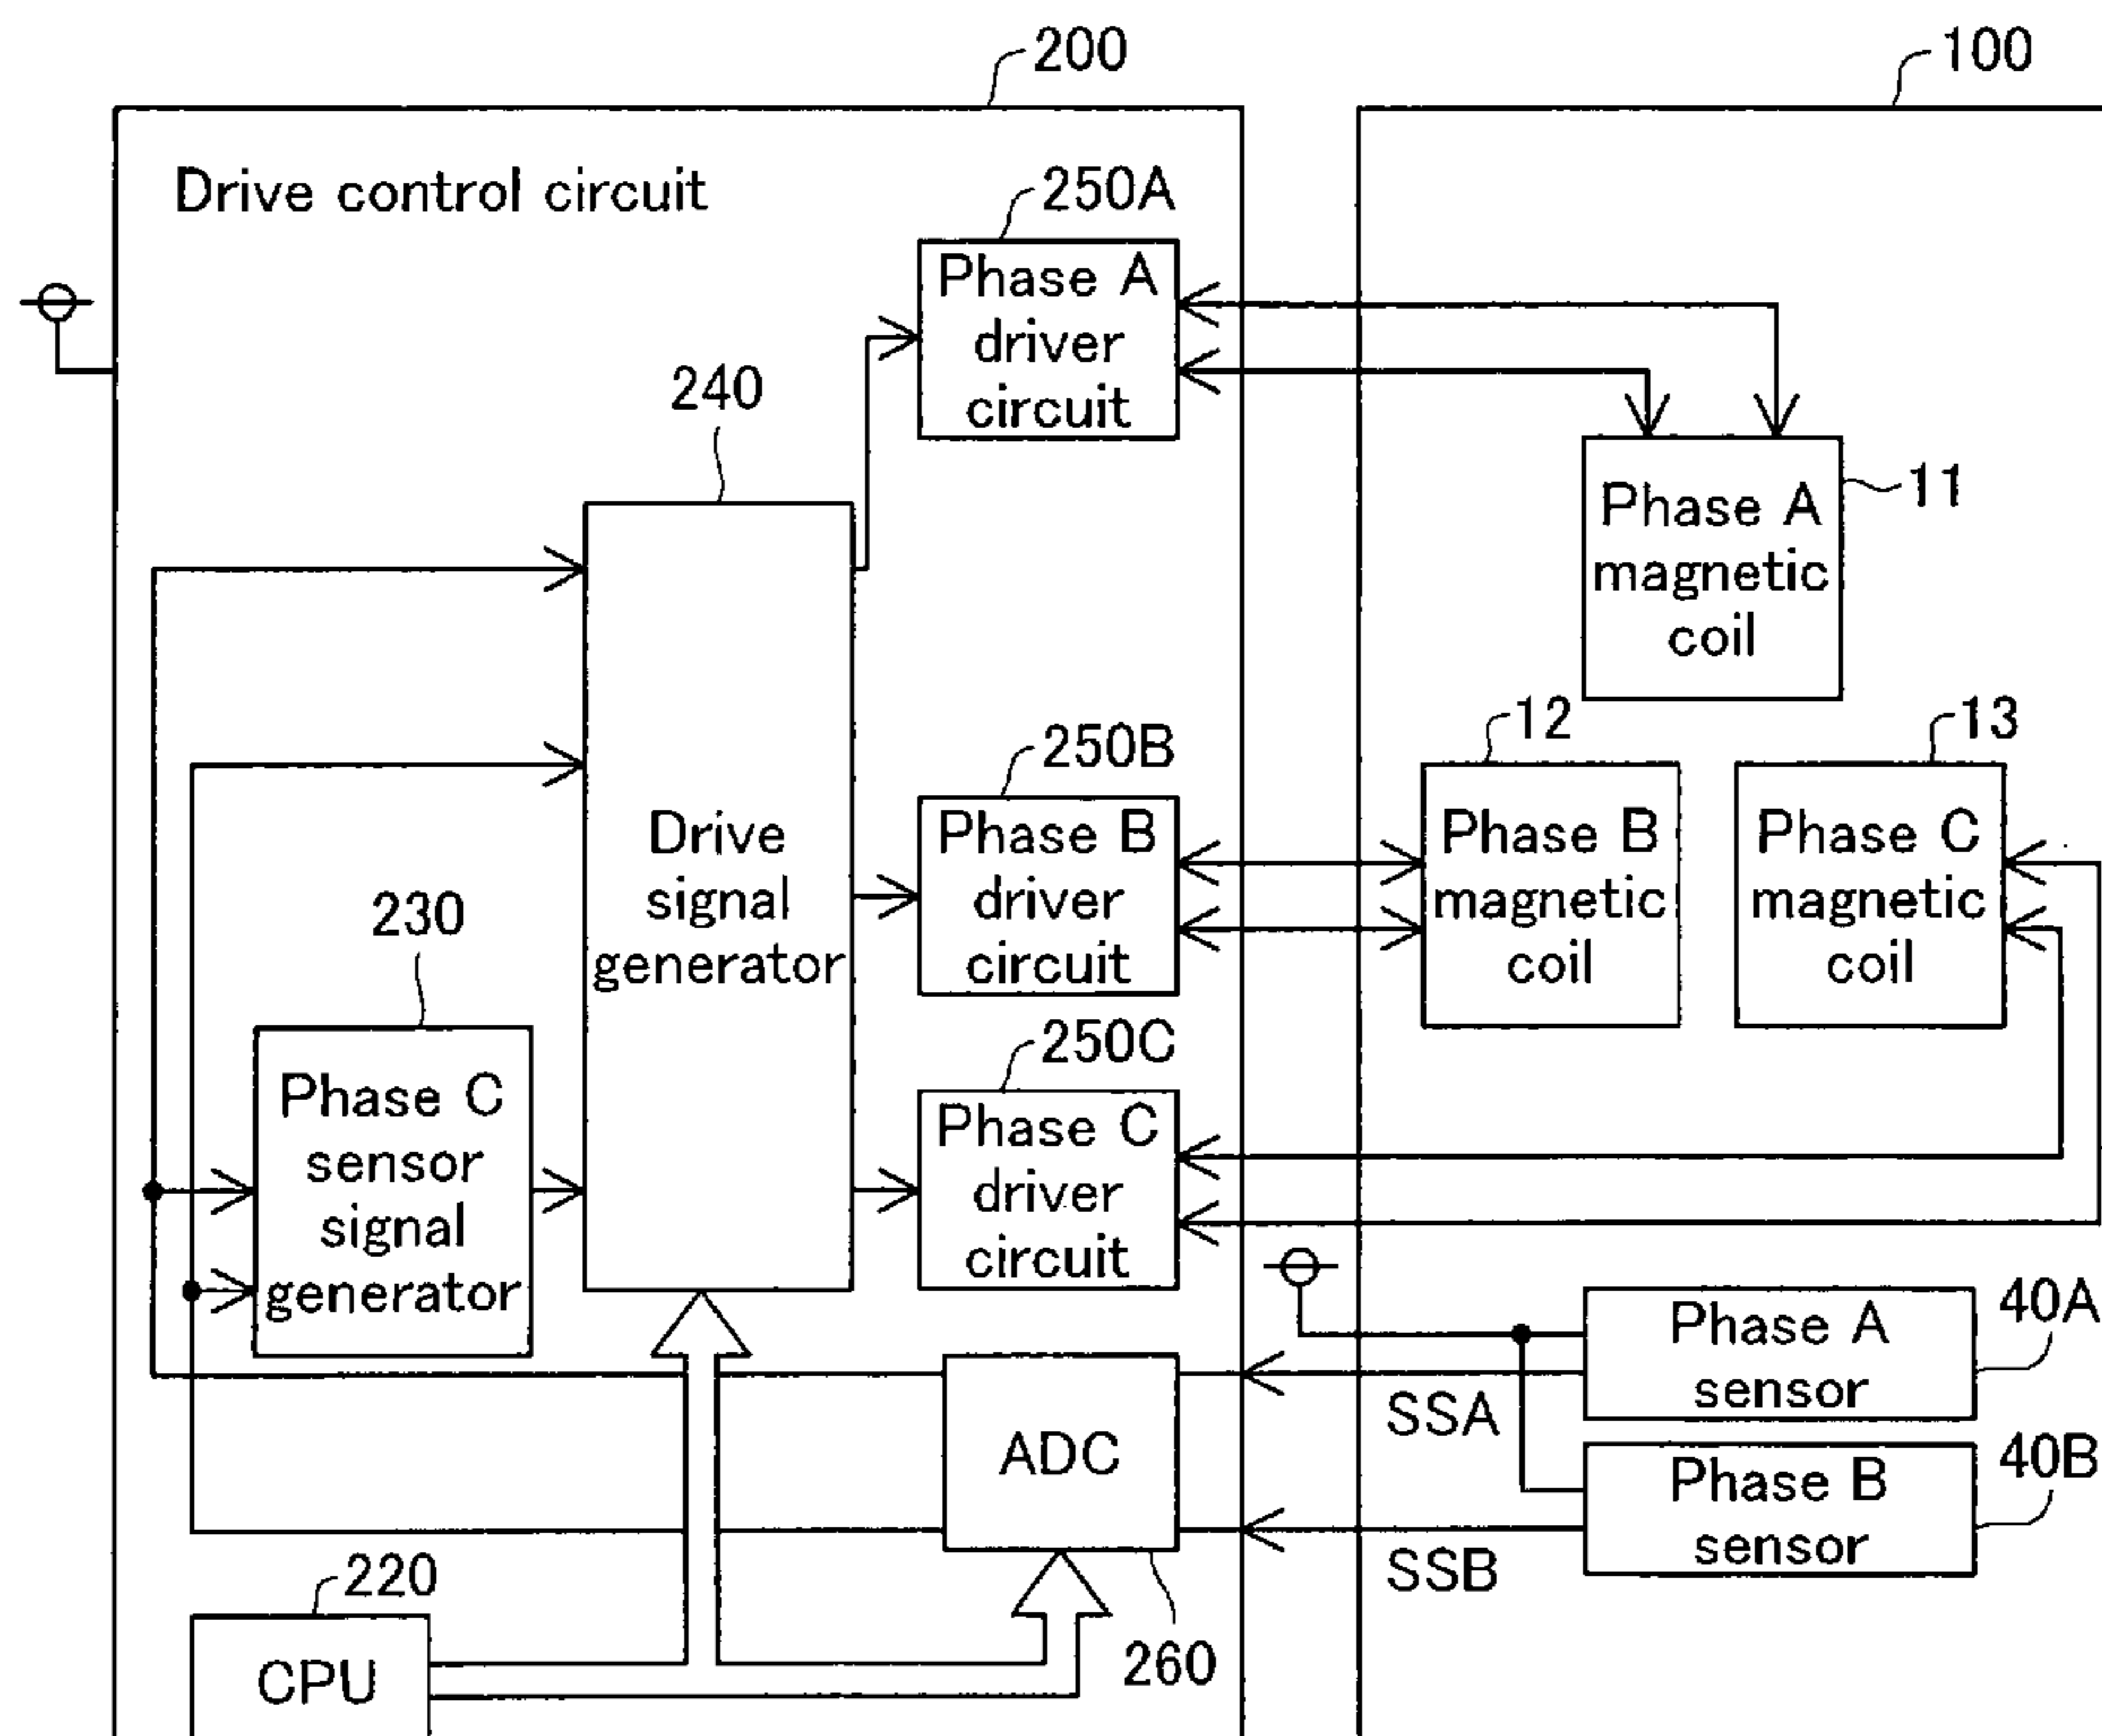 200
100
Drive control circuit
250A
Phase A
driver
circuit
240
11
Phase A
magnetic
coil
250B
12
13
Phase B
driver
circuit
Phase B
magnetic
coil
Phase C
magnetic
coil
Drive
signal
generator
230
250C
Phase C
sensor
signal
generator
Phase C
driver
circuit
40A
Phase A
sensor
SSA
ADC
40B
Phase B
sensor
SSB
220
260
CPU